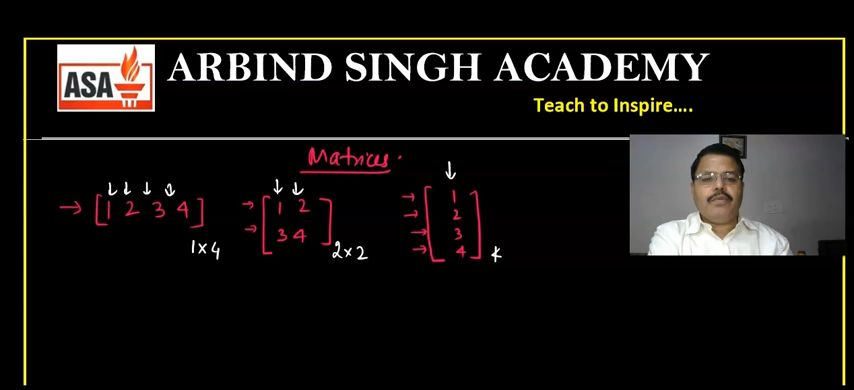 ASA
ARBIND SINGH ACADEMY
Teach to Inspire....
Matrices.
→ [1 2 3 4] 1×4
→ [1 2
→ 3 4] 2×2
→ [1
→ 2
→ 3
→ 4]